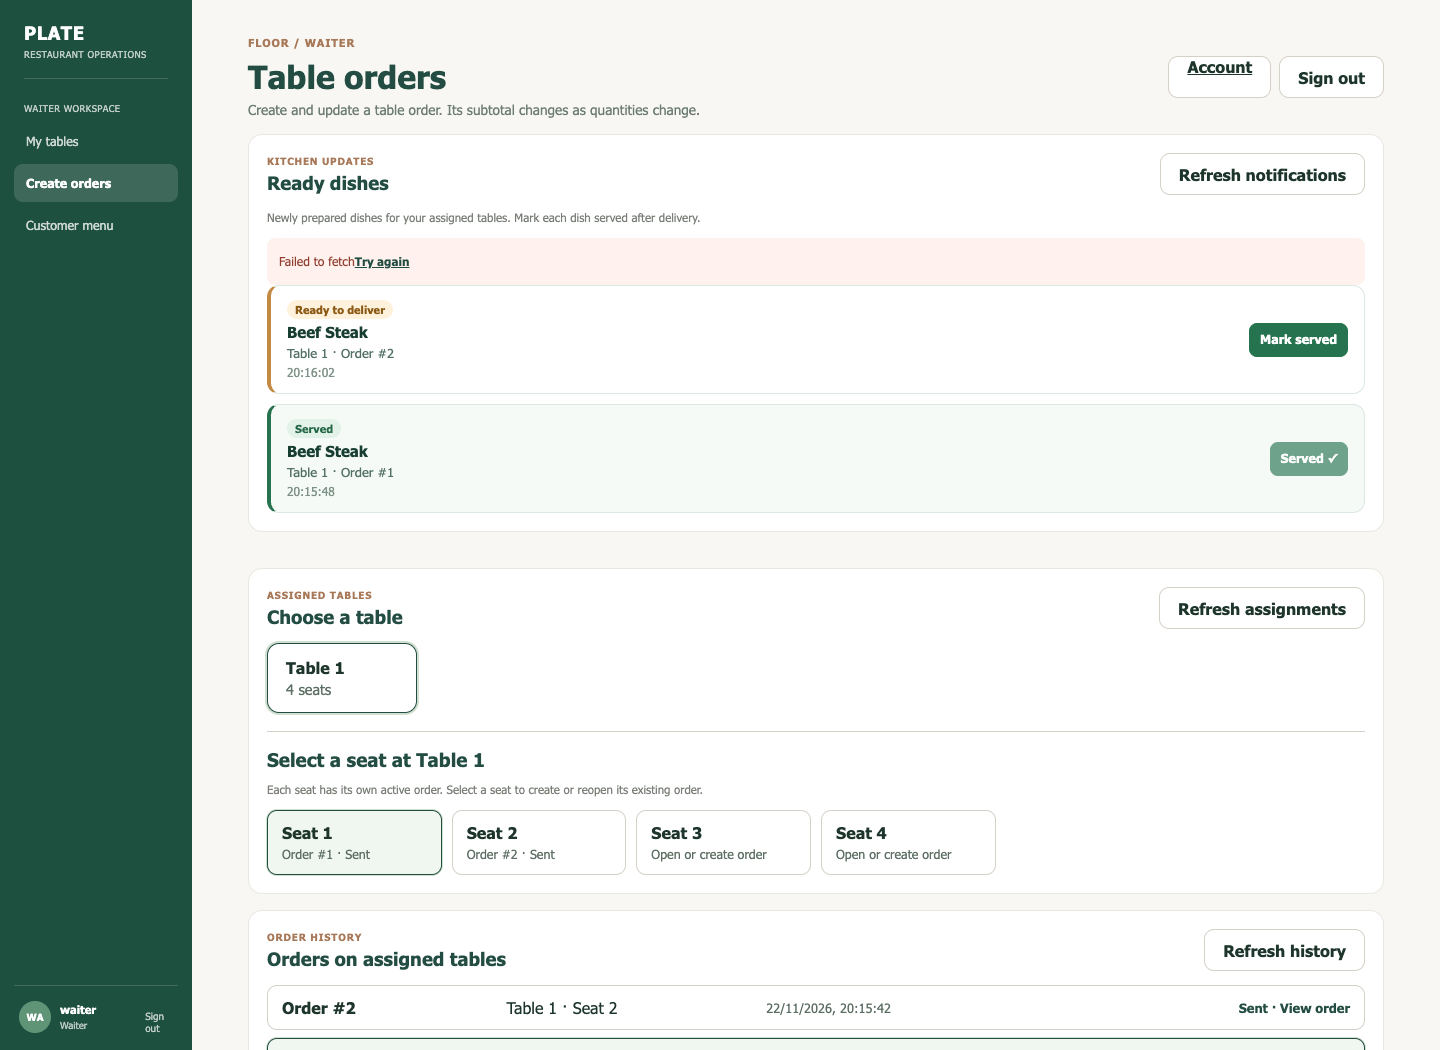 PLATE
RESTAURANT OPERATIONS
WAITER WORKSPACE
My tables
Create orders
Customer menu
WA
waiter
Waiter
Sign
out
FLOOR / WAITER
Table orders
Create and update a table order. Its subtotal changes as quantities change.
Account
Sign out
KITCHEN UPDATES
Ready dishes
Refresh notifications
Newly prepared dishes for your assigned tables. Mark each dish served after delivery.
Failed to fetchTry again
Ready to deliver
Beef Steak
Table 1 · Order #2
20:16:02
Mark served
Served
Beef Steak
Table 1 · Order #1
20:15:48
Served ✓
ASSIGNED TABLES
Choose a table
Refresh assignments
Table 1
4 seats
Select a seat at Table 1
Each seat has its own active order. Select a seat to create or reopen its existing order.
Seat 1
Order #1 · Sent
Seat 2
Order #2 · Sent
Seat 3
Open or create order
Seat 4
Open or create order
ORDER HISTORY
Orders on assigned tables
Refresh history
Order #2 Table 1 · Seat 2 22/11/2026, 20:15:42 Sent · View order